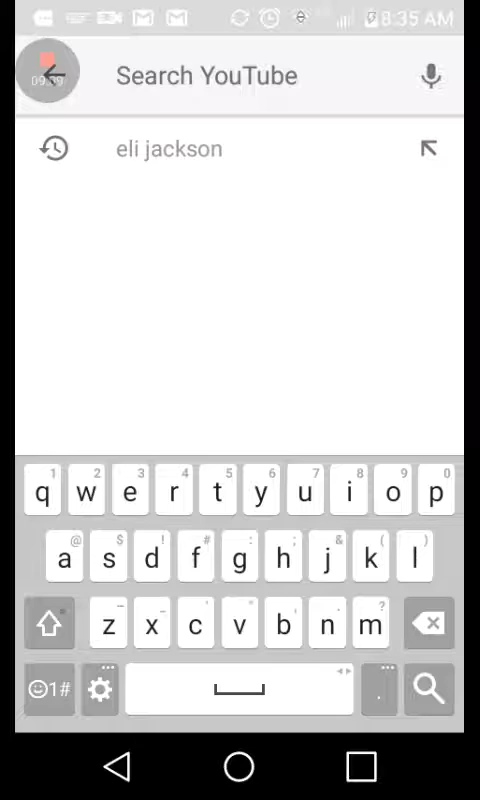 8:35 AM
Search YouTube
eli jackson
1 2 3 4 5 6 7 8 9 0
q w e r t y u i o p
@ $ ! # : ; & ( )
a s d f g h j k l
z x c v b n m ?
1# .